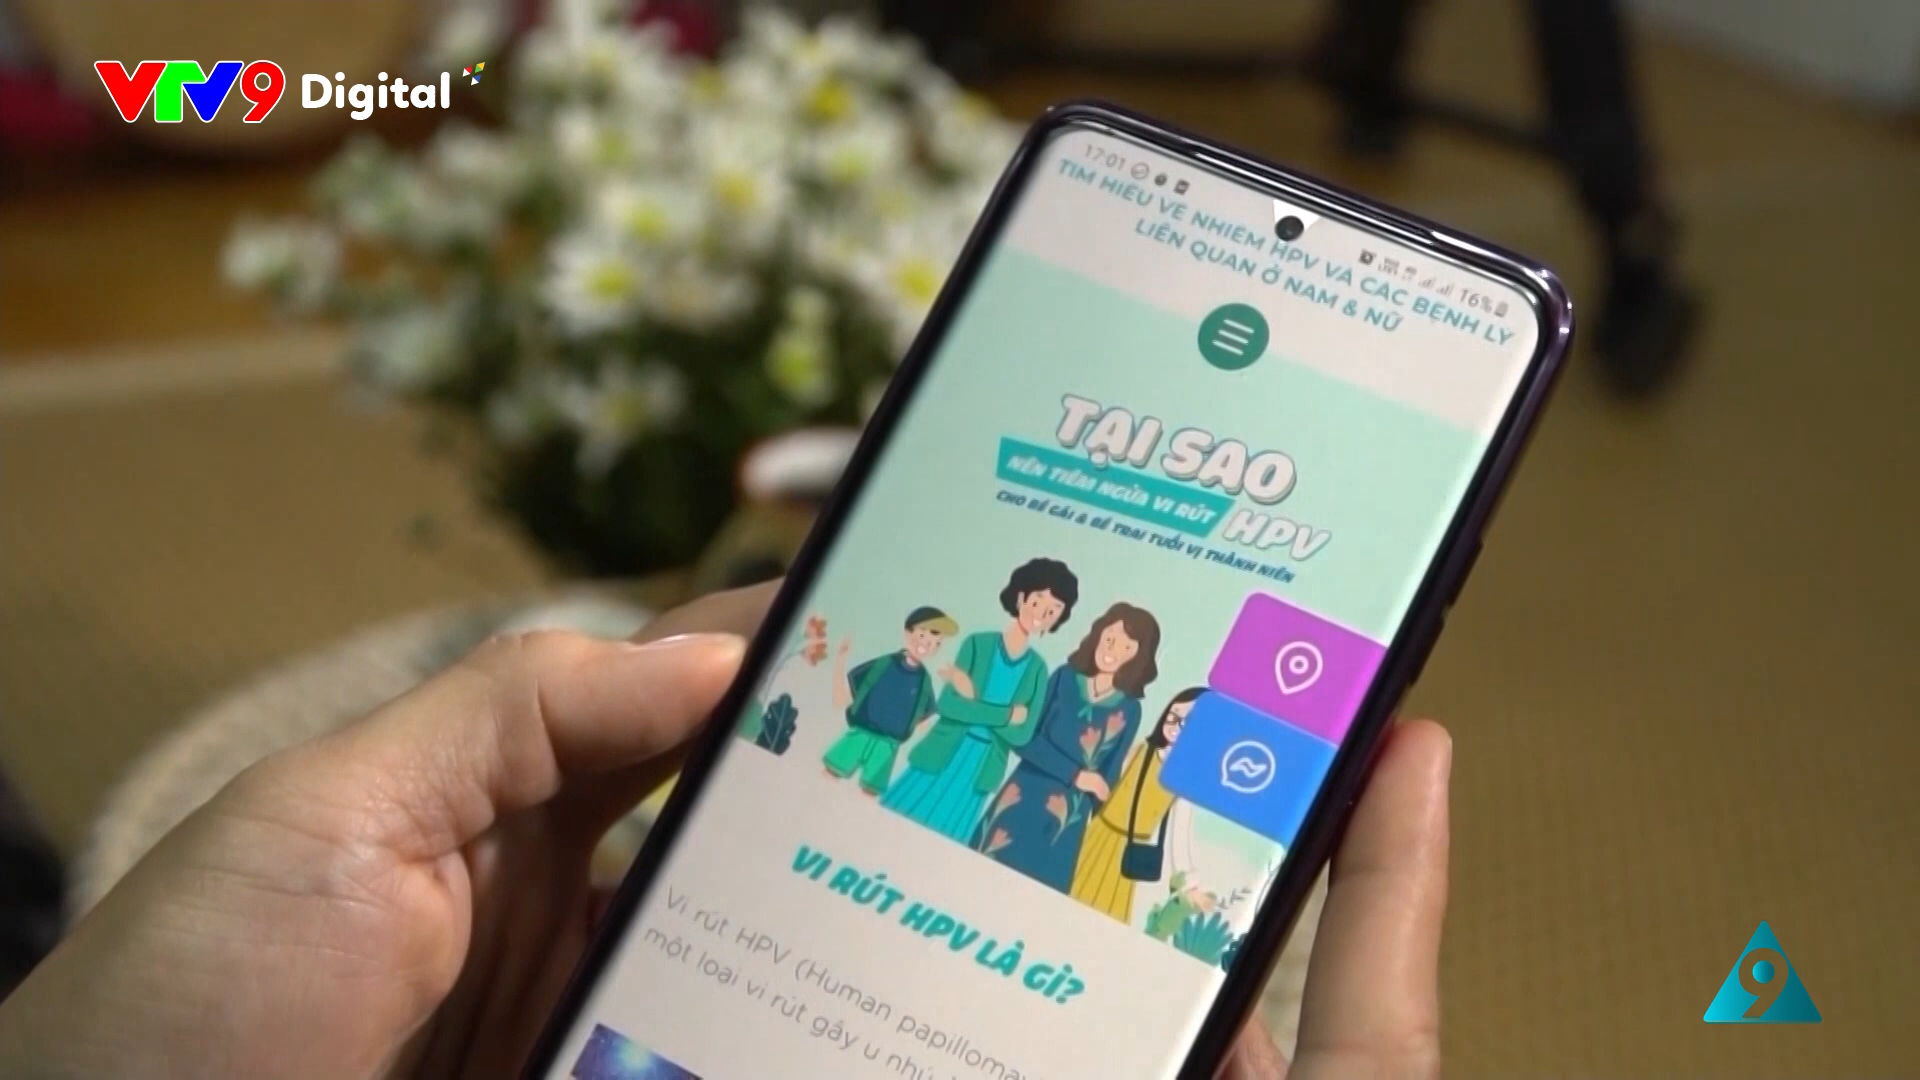 VTV9 Digital
17:01
16%
TÌM HIỂU VỀ NHIỄM HPV VÀ CÁC BỆNH LÝ
LIÊN QUAN Ở NAM & NỮ
TẠI SAO
NÊN TIÊM NGỪA VI RÚT
HPV
CHO BÉ GÁI & BÉ TRAI TUỔI VỊ THÀNH NIÊN
VI RÚT HPV LÀ GÌ?
Vi rút HPV (Human
một loại vi rút gây u nhú
9